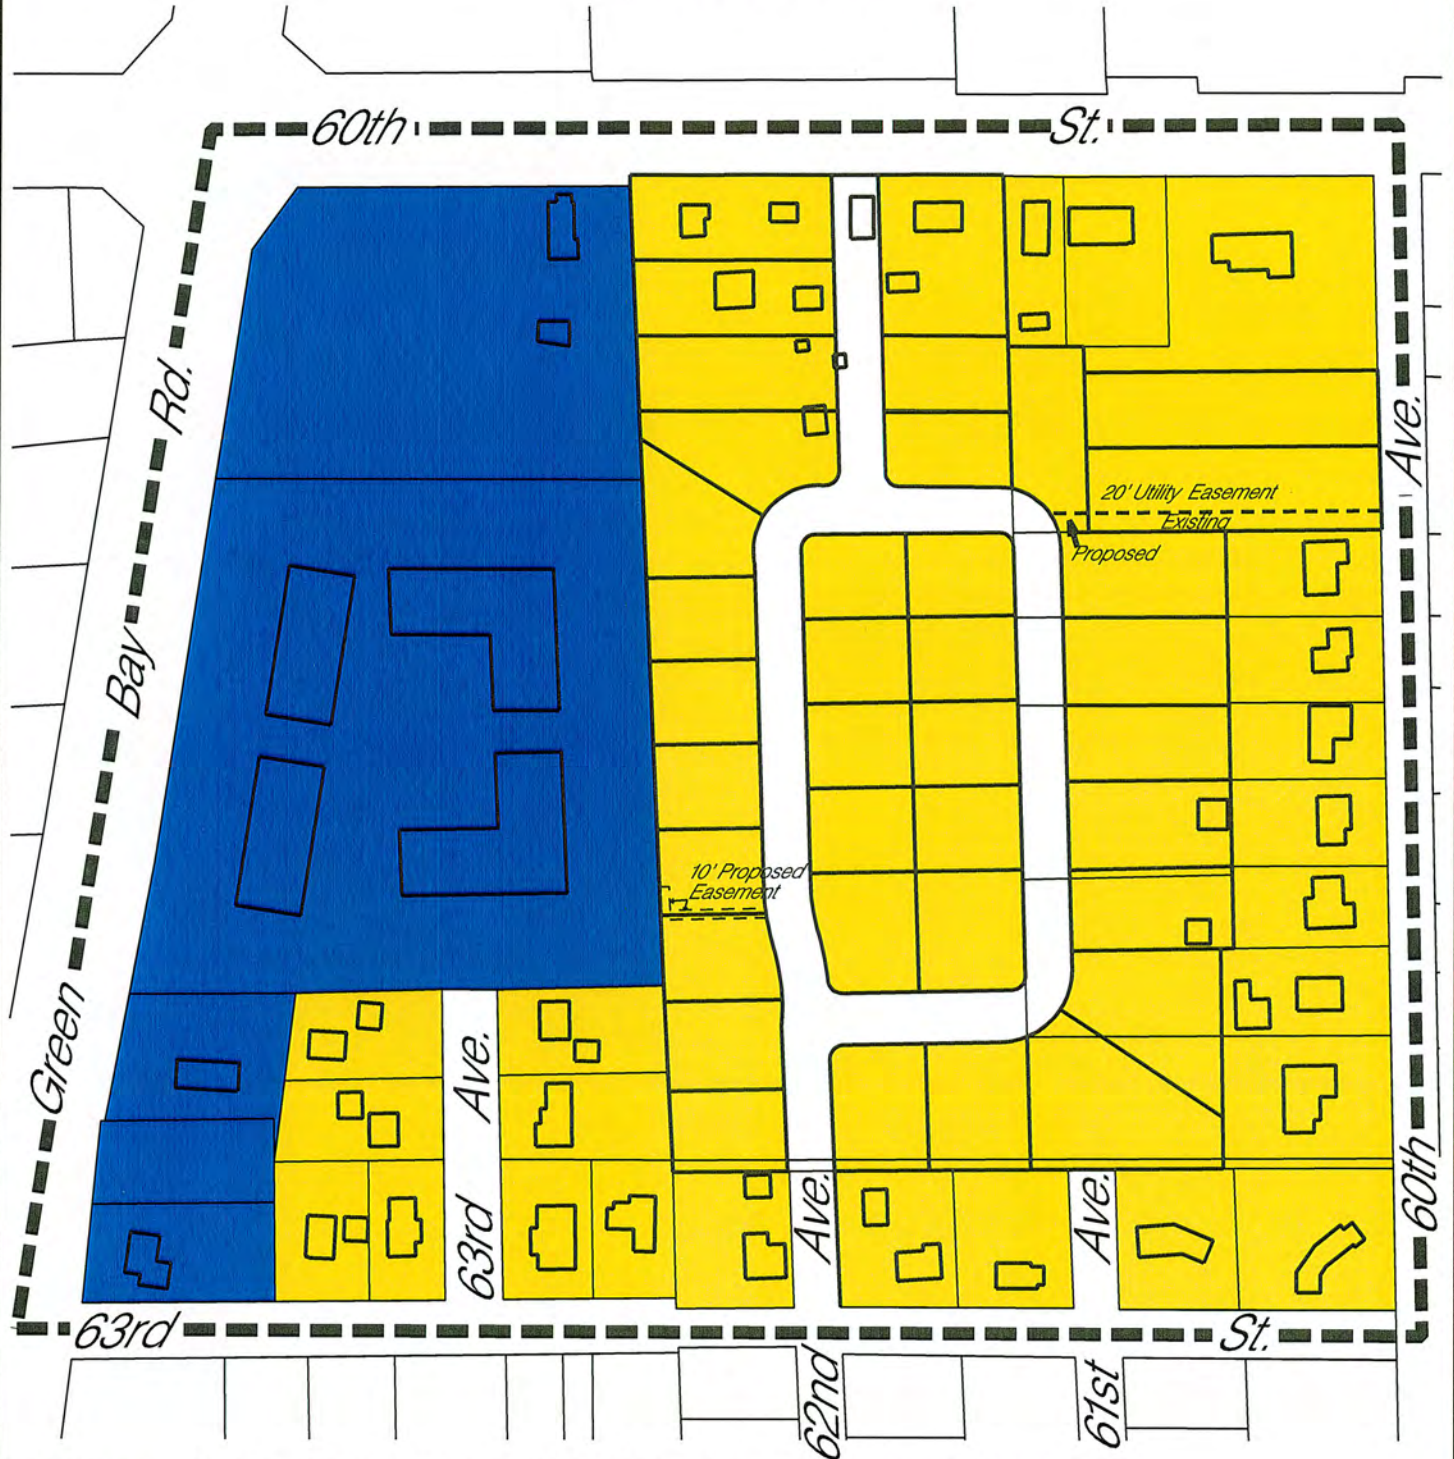 60th St.
Rd.
Ave.
20' Utility Easement
Existing
Proposed
Bay
10' Proposed
Easement
Green
Ave.
63rd
Ave.
Ave.
60th
63rd St.
62nd
61st